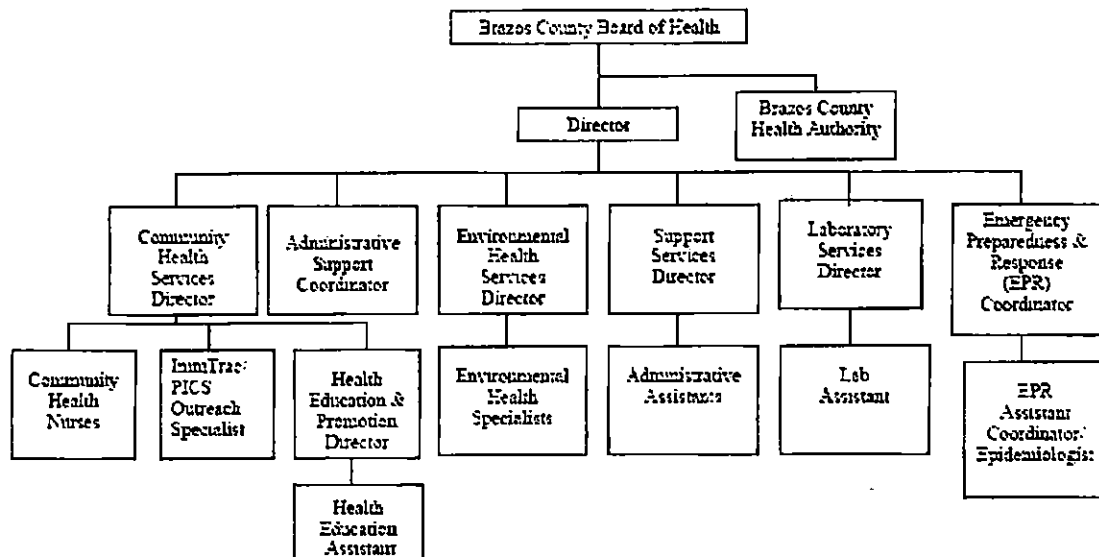 Brazos County Board of Health
Director
Brazos County
Health Authority
Community
Health
Services
Director
Administrative
Support
Coordinator
Environmental
Health
Services
Director
Support
Services
Director
Laboratory
Services
Director
Emergency
Preparedness &
Response
(EPR)
Coordinator
Community
Health
Nurses
ImmTrac/
PICS
Outreach
Specialist
Health
Education &
Promotion
Director
Environmental
Health
Specialists
Administrative
Assistants
Lab
Assistant
EPR
Assistant
Coordinator/
Epidemiologist
Health
Education
Assistant